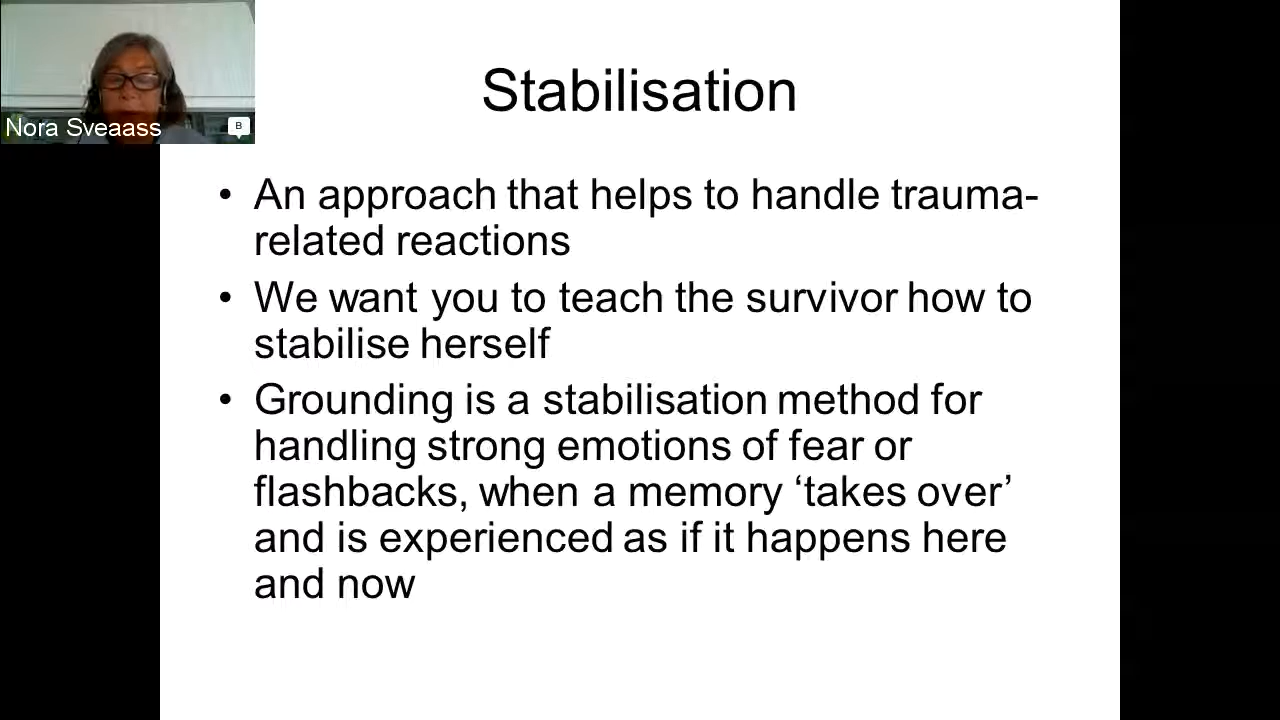 Nora Sveaass
B
Stabilisation
• An approach that helps to handle trauma-
related reactions
• We want you to teach the survivor how to
stabilise herself
• Grounding is a stabilisation method for
handling strong emotions of fear or
flashbacks, when a memory ‘takes over’
and is experienced as if it happens here
and now